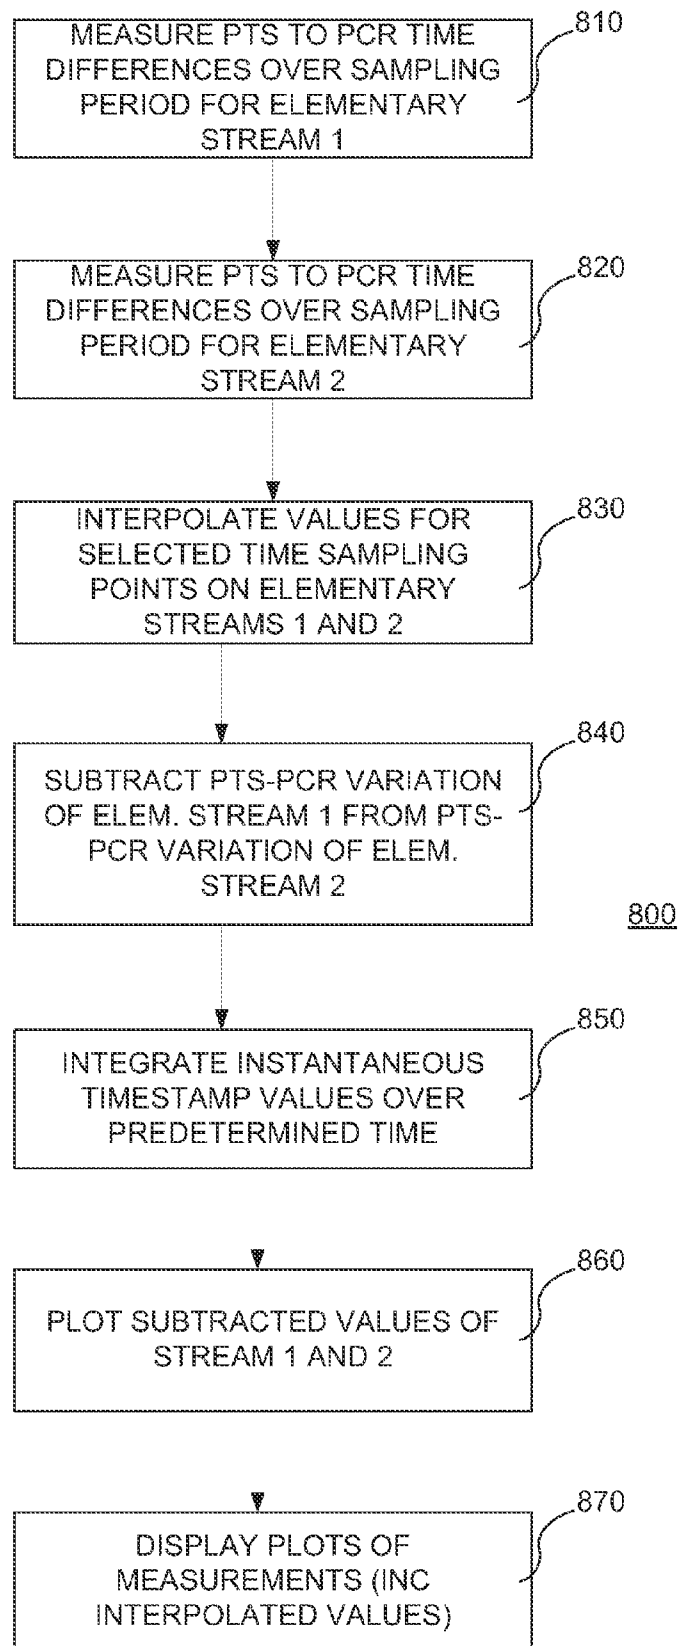 810
MEASURE PTS TO PCR TIME
DIFFERENCES OVER SAMPLING
PERIOD FOR ELEMENTARY
STREAM 1
820
MEASURE PTS TO PCR TIME
DIFFERENCES OVER SAMPLING
PERIOD FOR ELEMENTARY
STREAM 2
830
INTERPOLATE VALUES FOR
SELECTED TIME SAMPLING
POINTS ON ELEMENTARY
STREAMS 1 AND 2
840
SUBTRACT PTS-PCR VARIATION
OF ELEM. STREAM 1 FROM PTS-
PCR VARIATION OF ELEM.
STREAM 2
800
850
INTEGRATE INSTANTANEOUS
TIMESTAMP VALUES OVER
PREDETERMINED TIME
860
PLOT SUBTRACTED VALUES OF
STREAM 1 AND 2
870
DISPLAY PLOTS OF
MEASUREMENTS (INC
INTERPOLATED VALUES)